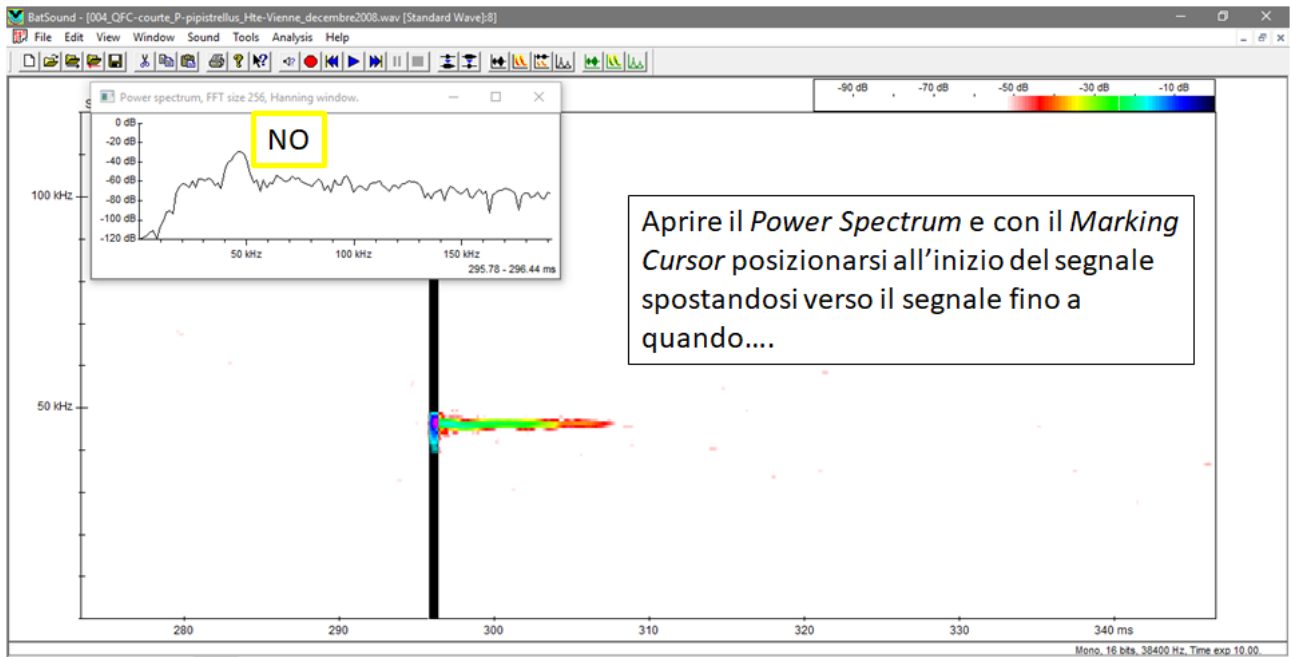 BatSound - [004_QFC-courte_P-pipistrellus_Hte-Vienne_decembre2008.wav [Standard Wave]:8]
File Edit View Window Sound Tools Analysis Help
Power spectrum, FFT size 256, Hanning window.
0 dB
-20 dB
-40 dB
-60 dB
-80 dB
-100 dB
-120 dB
50 kHz 100 kHz 150 kHz
295.78 - 296.44 ms
NO
-90 dB -70 dB -50 dB -30 dB -10 dB
100 kHz
50 kHz
Aprire il Power Spectrum e con il Marking
Cursor posizionarsi all'inizio del segnale
spostandosi verso il segnale fino a
quando....
280 290 300 310 320 330 340 ms
Mono, 16 bits, 38400 Hz, Time exp 10.00.